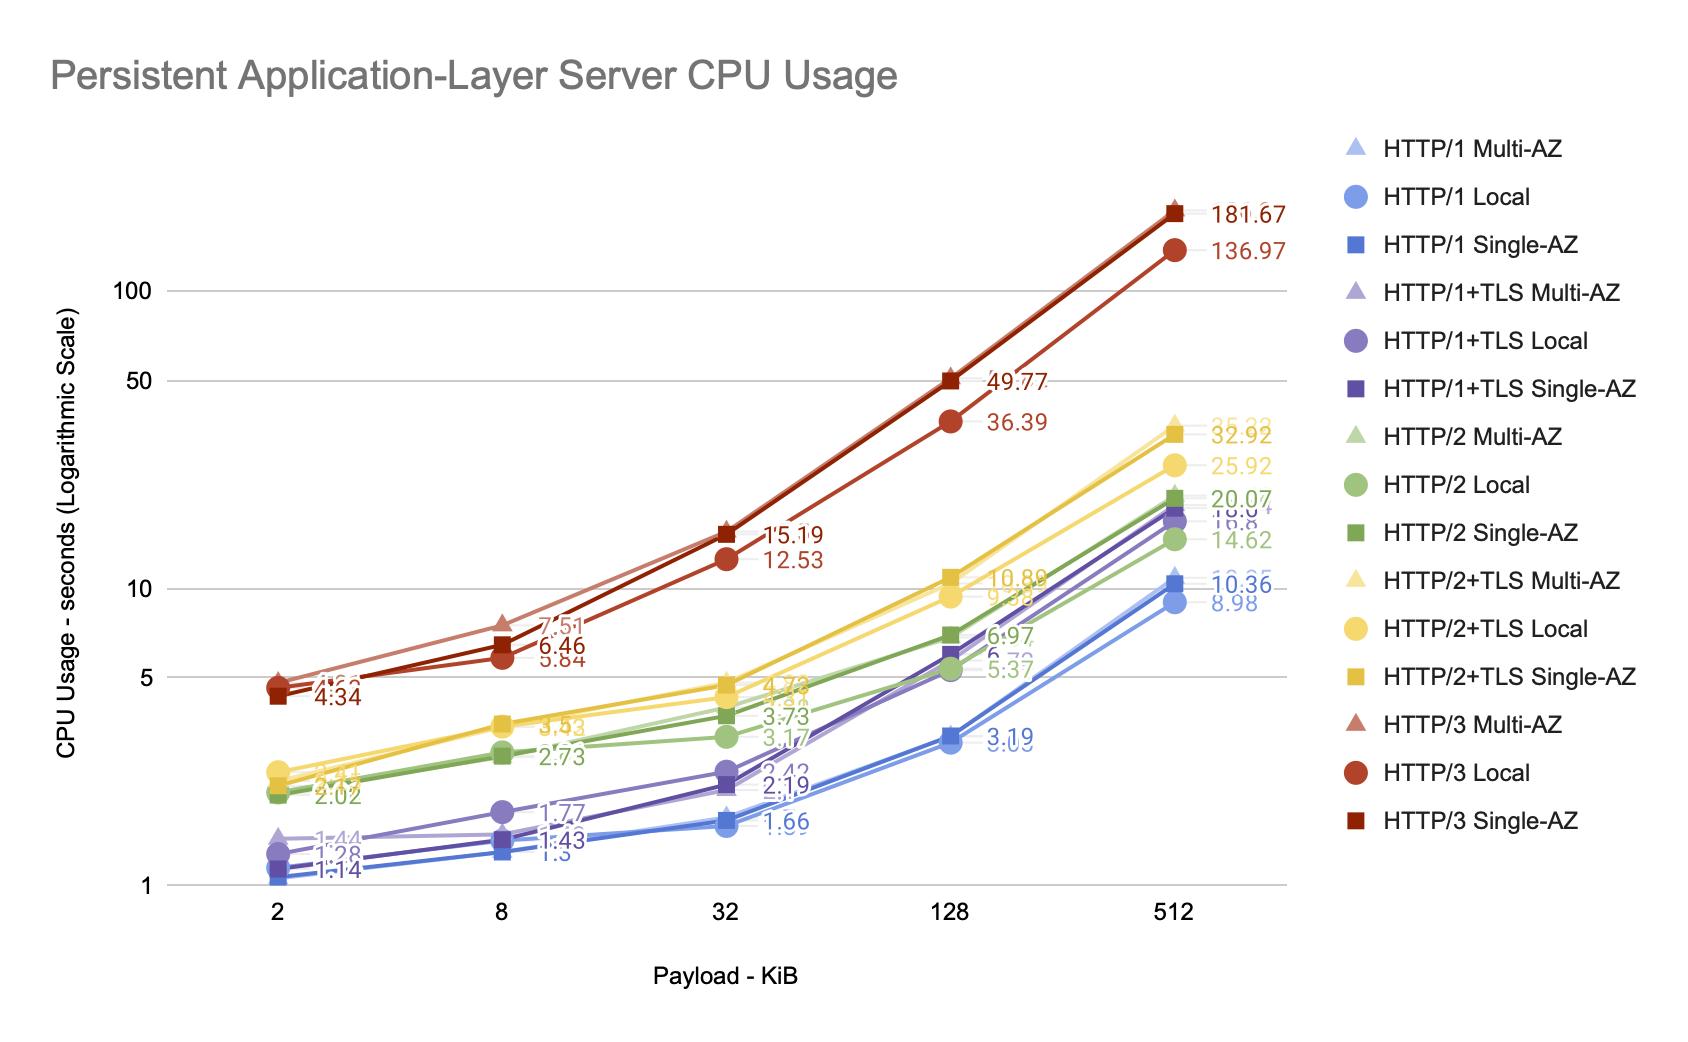 Persistent Application-Layer Server CPU Usage
CPU Usage - seconds (Logarithmic Scale)
100
50
10
5
1
2
8
32
128
512
Payload - KiB
4.34
2.02
1.44
1.28
1.14
7.51
6.46
5.84
2.73
1.77
1.43
1.3
15.19
12.53
4.73
3.73
3.17
2.42
2.19
1.66
49.77
36.39
10.89
9.38
6.97
5.37
3.19
181.67
136.97
32.92
25.92
20.07
16.8
14.62
10.36
8.98
HTTP/1 Multi-AZ
HTTP/1 Local
HTTP/1 Single-AZ
HTTP/1+TLS Multi-AZ
HTTP/1+TLS Local
HTTP/1+TLS Single-AZ
HTTP/2 Multi-AZ
HTTP/2 Local
HTTP/2 Single-AZ
HTTP/2+TLS Multi-AZ
HTTP/2+TLS Local
HTTP/2+TLS Single-AZ
HTTP/3 Multi-AZ
HTTP/3 Local
HTTP/3 Single-AZ